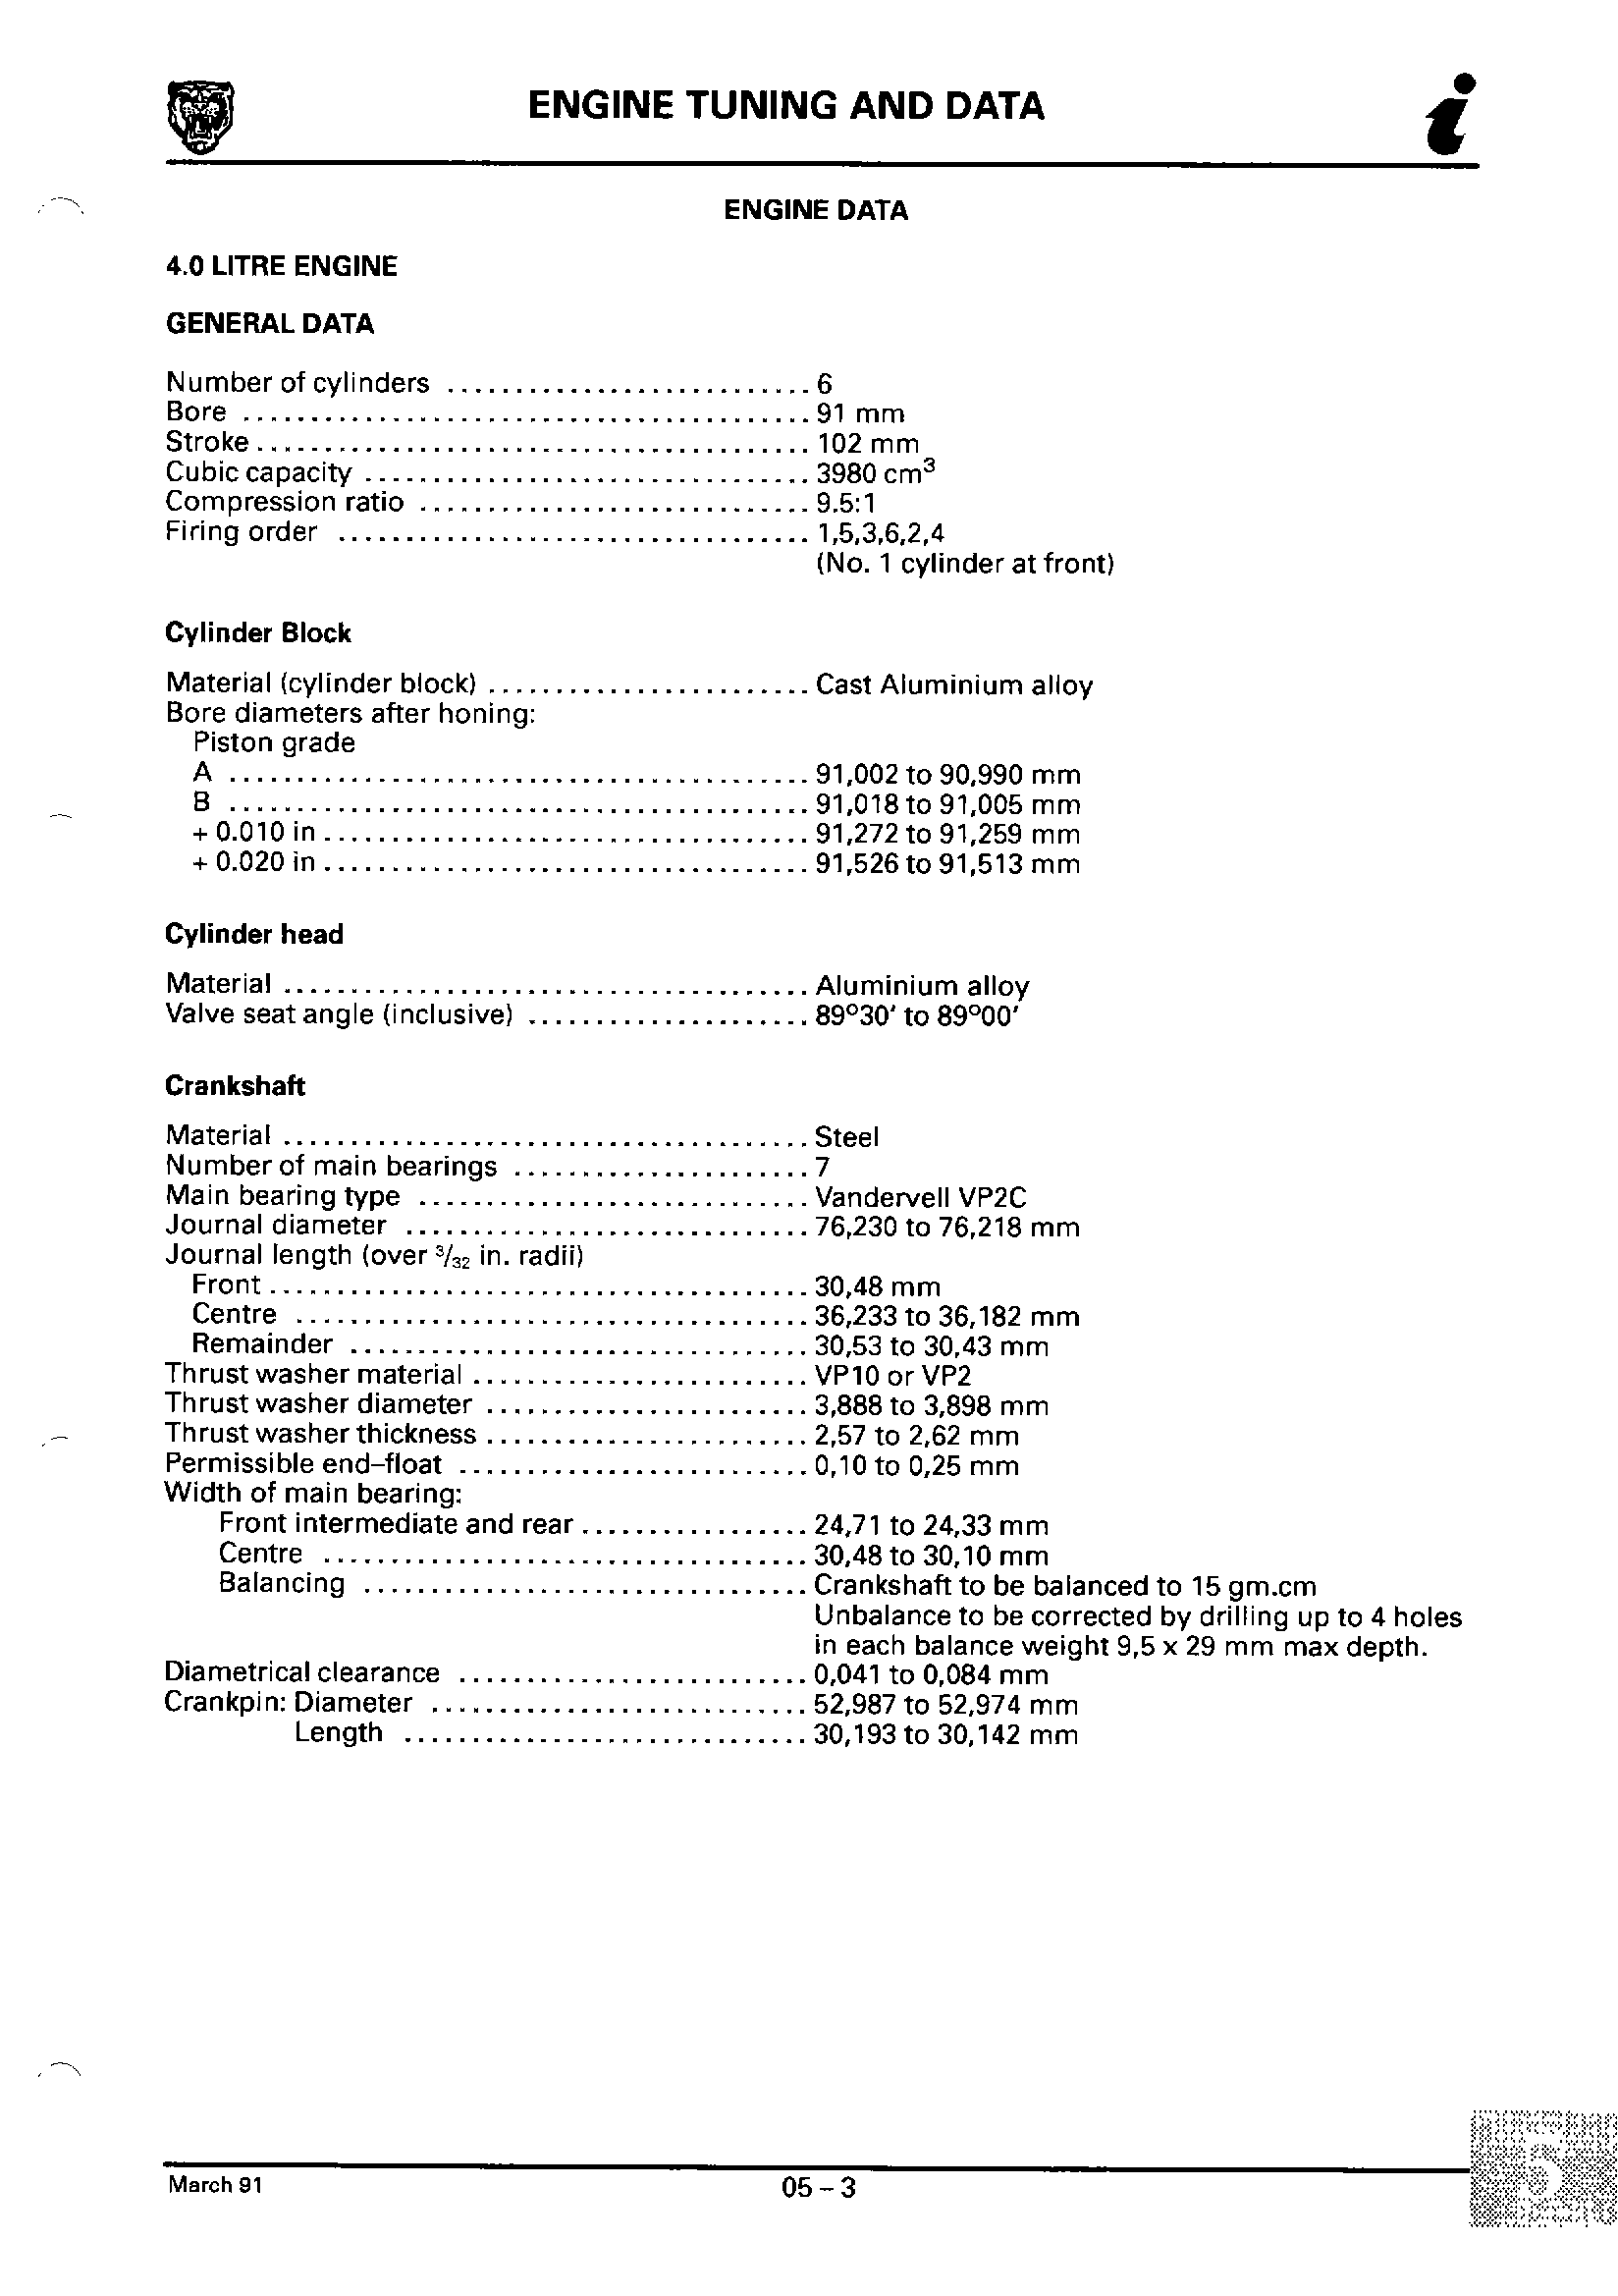 ENGINE TUNING AND DATA
i
ENGINE DATA
4.0 LITRE ENGINE
GENERAL DATA
Number of cylinders ........................... 6
Bore .......................................... 91 mm
Stroke ......................................... 102 mm
Cubic capacity ................................. 3980 cm³
Compression ratio ............................. 9.5:1
Firing order ................................... 1,5,3,6,2,4
(No. 1 cylinder at front)
Cylinder Block
Material (cylinder block) ........................ Cast Aluminium alloy
Bore diameters after honing:
Piston grade
A ........................................... 91,002 to 90,990 mm
B ........................................... 91,018 to 91,005 mm
+ 0.010 in .................................... 91,272 to 91,259 mm
+ 0.020 in .................................... 91,526 to 91,513 mm
Cylinder head
Material ....................................... Aluminium alloy
Valve seat angle (inclusive) ..................... 89°30' to 89°00'
Crankshaft
Material ....................................... Steel
Number of main bearings ...................... 7
Main bearing type ............................. Vandervell VP2C
Journal diameter .............................. 76,230 to 76,218 mm
Journal length (over 3/32 in. radii)
Front ........................................ 30,48 mm
Centre ...................................... 36,233 to 36,182 mm
Remainder .................................. 30,53 to 30,43 mm
Thrust washer material ......................... VP10 or VP2
Thrust washer diameter ........................ 3,888 to 3,898 mm
Thrust washer thickness ........................ 2,57 to 2,62 mm
Permissible end–float .......................... 0,10 to 0,25 mm
Width of main bearing:
Front intermediate and rear ................. 24,71 to 24,33 mm
Centre .................................... 30,48 to 30,10 mm
Balancing ................................. Crankshaft to be balanced to 15 gm.cm
Unbalance to be corrected by drilling up to 4 holes
in each balance weight 9,5 x 29 mm max depth.
Diametrical clearance .......................... 0,041 to 0,084 mm
Crankpin: Diameter ............................ 52,987 to 52,974 mm
Length .............................. 30,193 to 30,142 mm
5
March 91
05 – 3